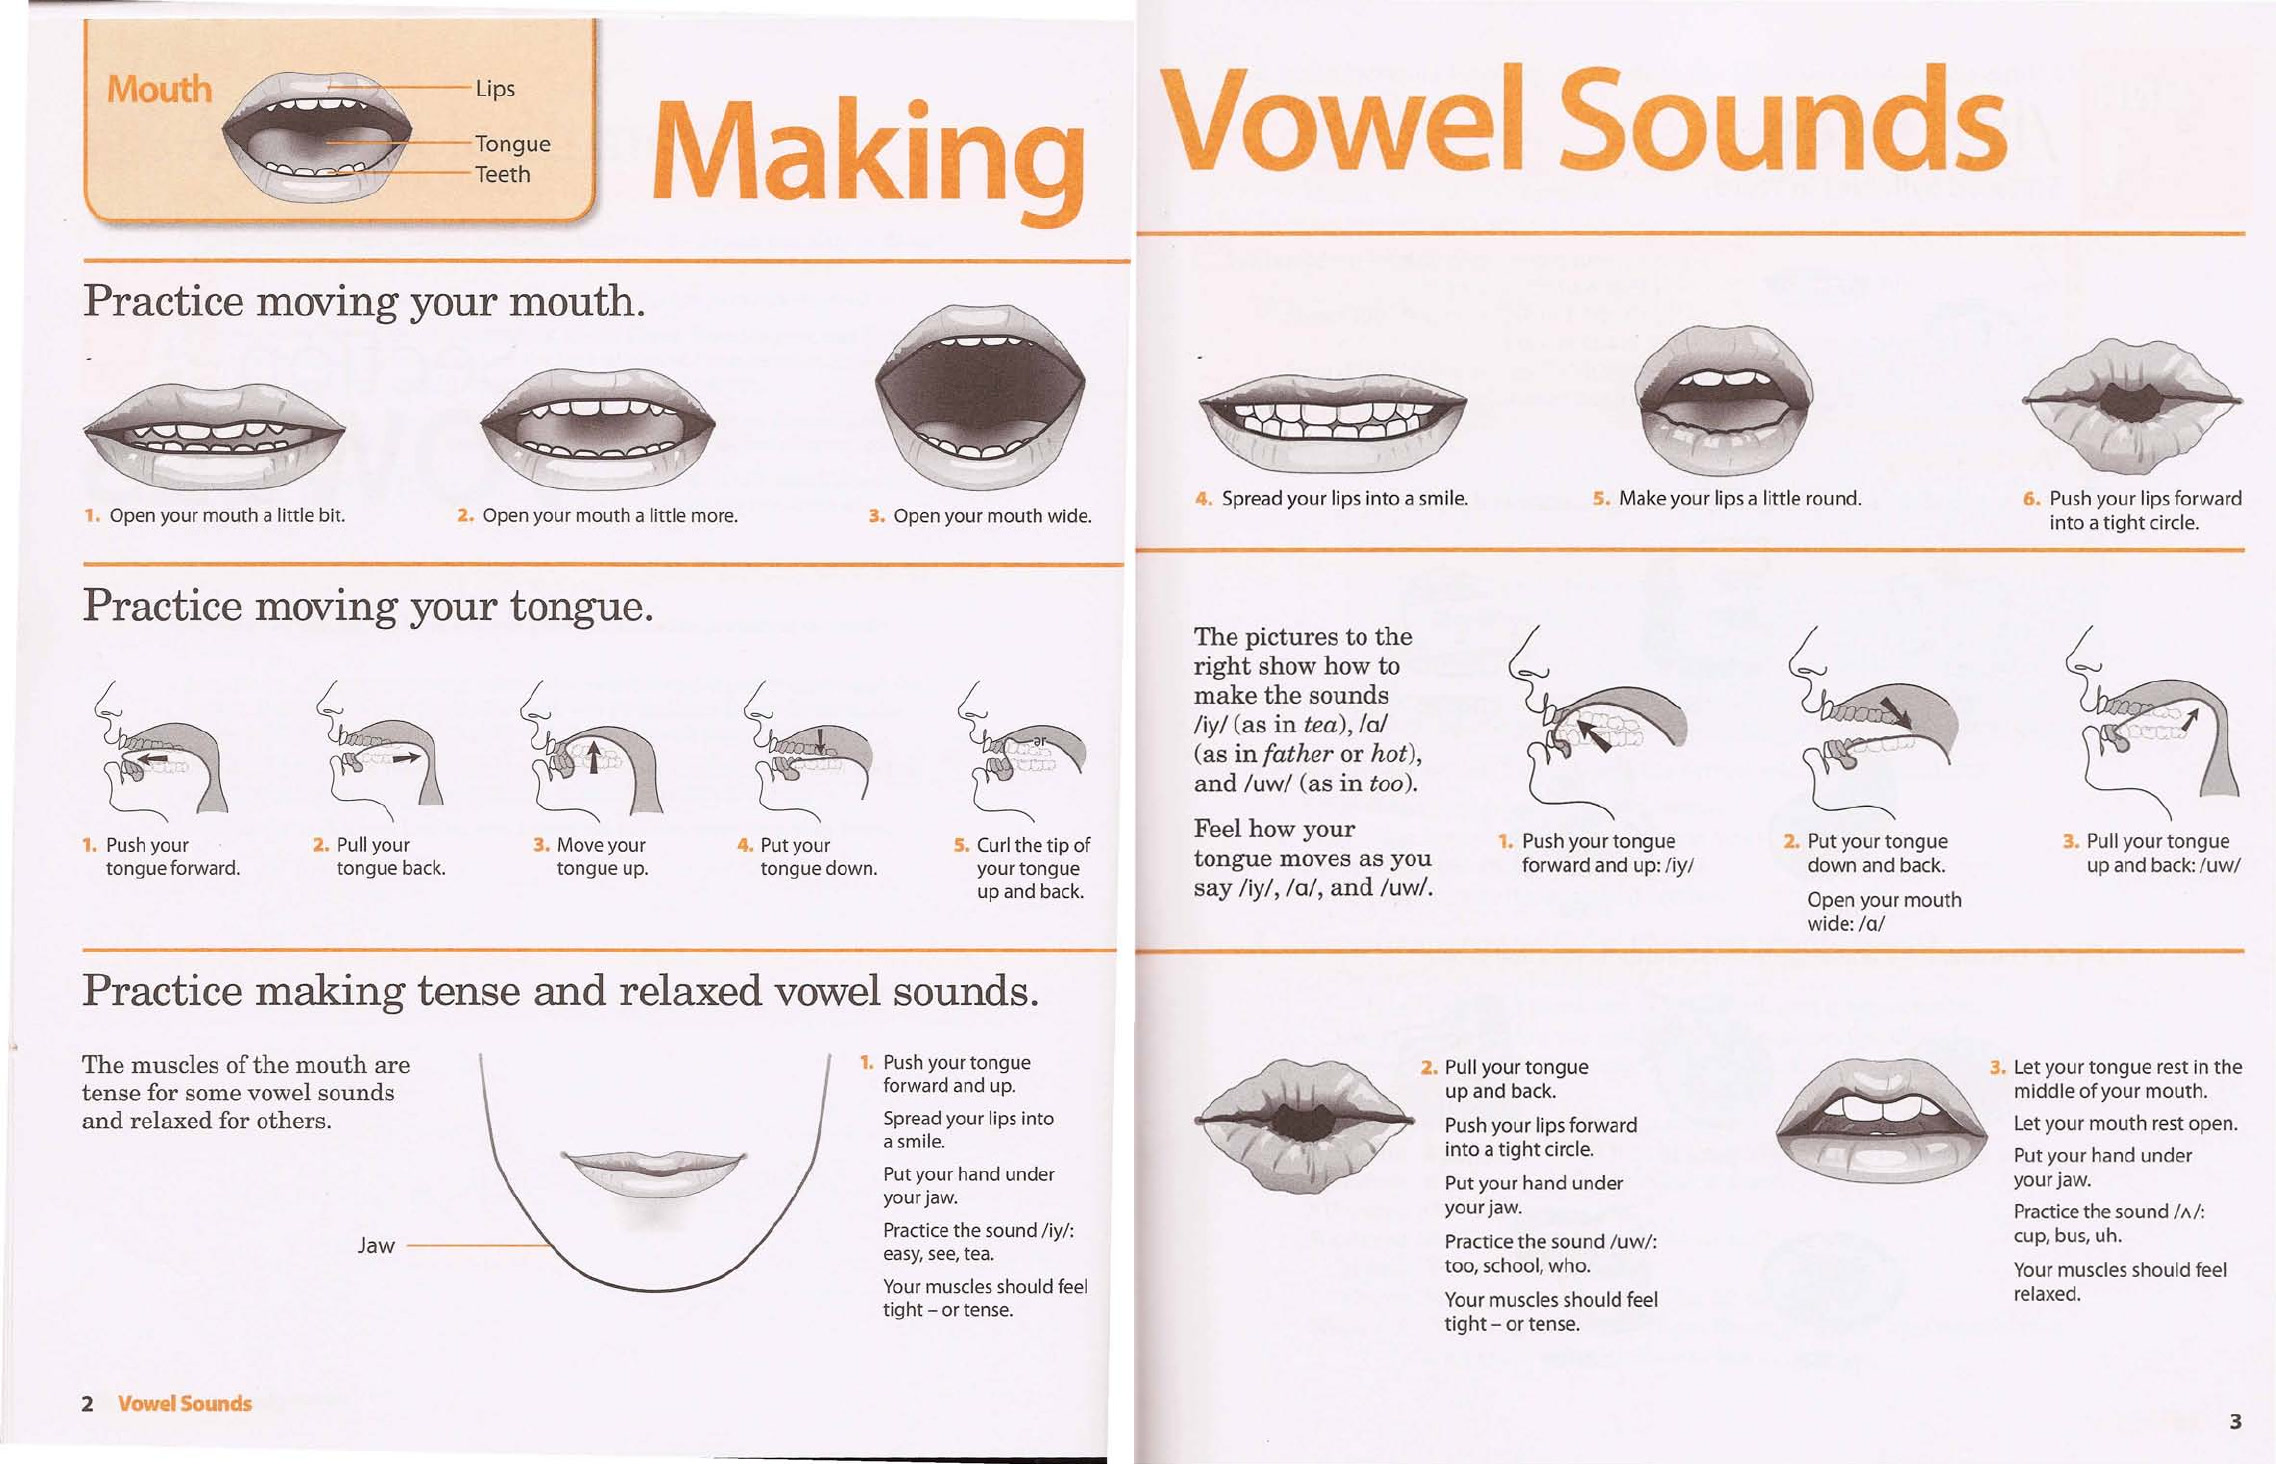 Mouth
Lips
Tongue
Teeth
Making Vowel Sounds
Practice moving your mouth.
1. Open your mouth a little bit.
2. Open your mouth a little more.
3. Open your mouth wide.
4. Spread your lips into a smile.
5. Make your lips a little round.
6. Push your lips forward
into a tight circle.
Practice moving your tongue.
1. Push your
tongue forward.
2. Pull your
tongue back.
3. Move your
tongue up.
4. Put your
tongue down.
5. Curl the tip of
your tongue
up and back.
The pictures to the
right show how to
make the sounds
/iy/ (as in tea), /ɑ/
(as in father or hot),
and /uw/ (as in too).
Feel how your
tongue moves as you
say /iy/, /ɑ/, and /uw/.
1. Push your tongue
forward and up: /iy/
2. Put your tongue
down and back.
Open your mouth
wide: /ɑ/
3. Pull your tongue
up and back: /uw/
Practice making tense and relaxed vowel sounds.
The muscles of the mouth are
tense for some vowel sounds
and relaxed for others.
Jaw
1. Push your tongue
forward and up.
Spread your lips into
a smile.
Put your hand under
your jaw.
Practice the sound /iy/:
easy, see, tea.
Your muscles should feel
tight – or tense.
2. Pull your tongue
up and back.
Push your lips forward
into a tight circle.
Put your hand under
your jaw.
Practice the sound /uw/:
too, school, who.
Your muscles should feel
tight – or tense.
3. Let your tongue rest in the
middle of your mouth.
Let your mouth rest open.
Put your hand under
your jaw.
Practice the sound /ʌ/:
cup, bus, uh.
Your muscles should feel
relaxed.
2 Vowel Sounds
3